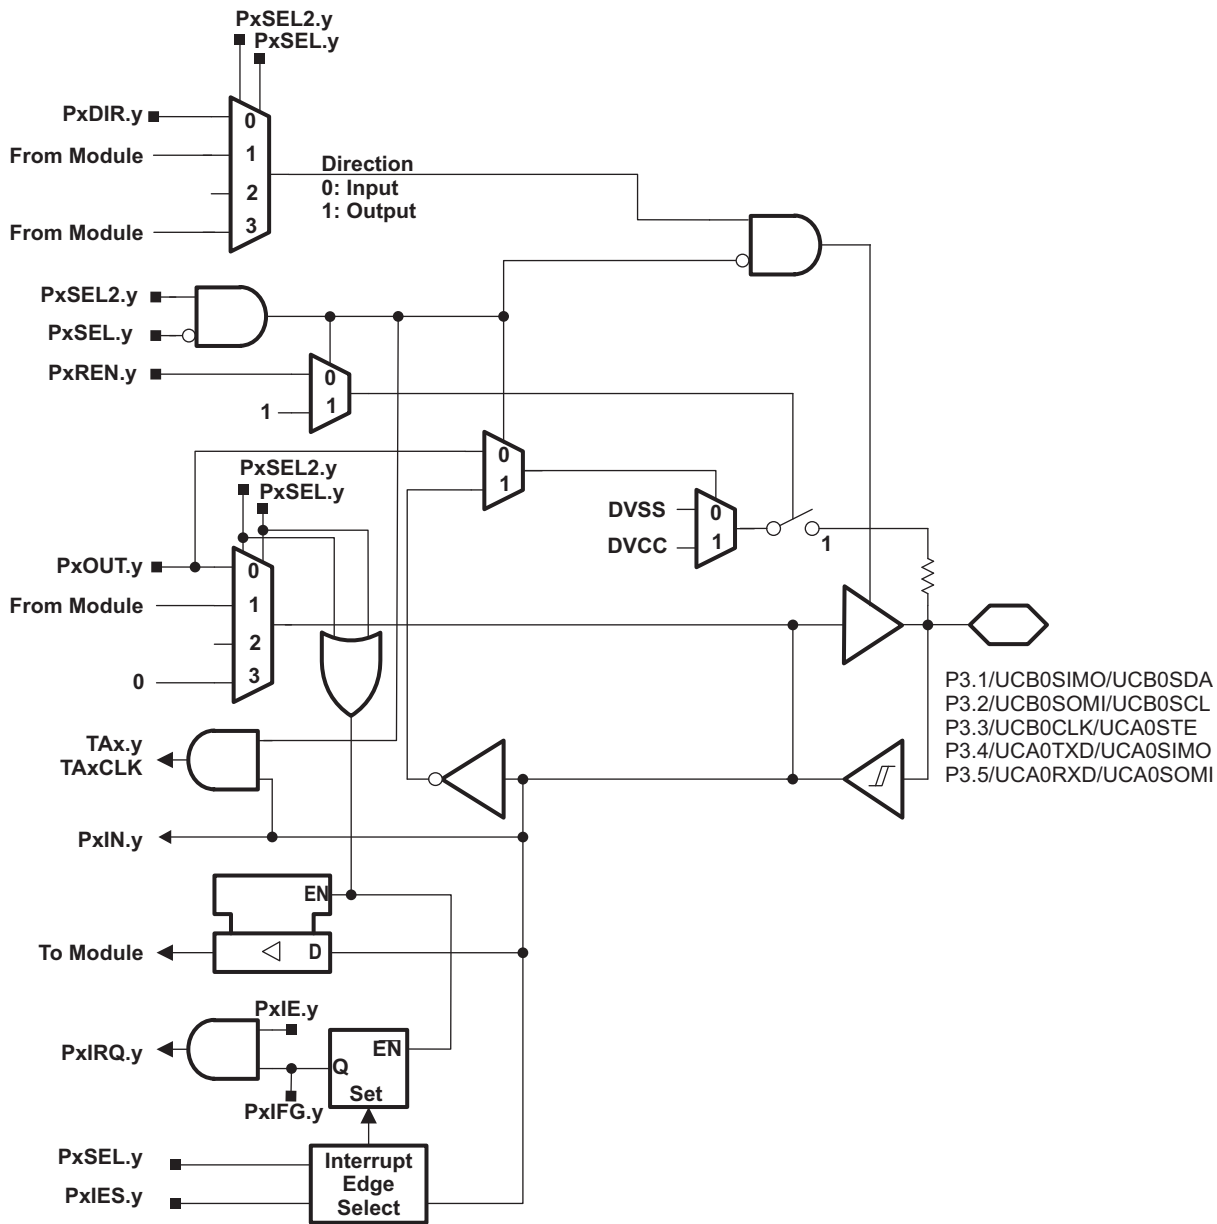 PxSEL2.y
PxSEL.y
PxDIR.y
0
From Module
1
2
From Module
3
Direction
0: Input
1: Output
PxSEL2.y
PxSEL.y
PxREN.y
0
1
1
0
1
PxSEL2.y
PxSEL.y
DVSS
0
DVCC
1
1
PxOUT.y
0
From Module
1
2
0
3
P3.1/UCB0SIMO/UCB0SDA
P3.2/UCB0SOMI/UCB0SCL
P3.3/UCB0CLK/UCA0STE
P3.4/UCA0TXD/UCA0SIMO
P3.5/UCA0RXD/UCA0SOMI
TAx.y
TAxCLK
PxIN.y
EN
To Module
D
PxIE.y
PxIRQ.y
EN
Q
Set
PxIFG.y
PxSEL.y
PxIES.y
Interrupt
Edge
Select